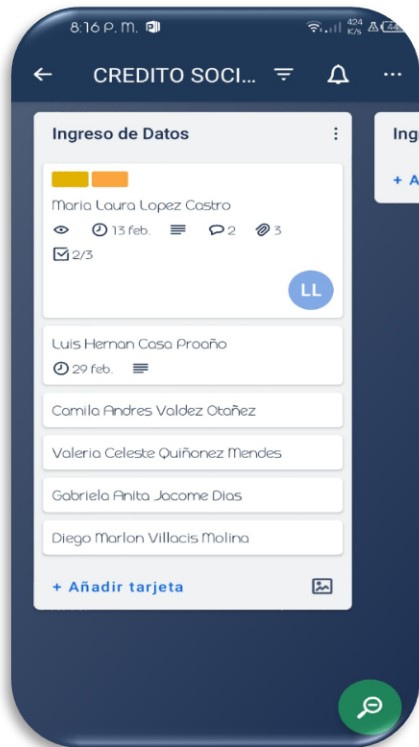 8:16 P. M.
424
K/S
CREDITO SOCI...
Ingreso de Datos
Ing
+ A
Maria Laura Lopez Castro
13 feb.
2
3
2/3
LL
Luis Hernan Casa Proaño
29 feb.
Camila Andres Valdez Otañez
Valeria Celeste Quiñonez Mendes
Gabriela Anita Jacome Dias
Diego Marlon Villacis Molina
+ Añadir tarjeta